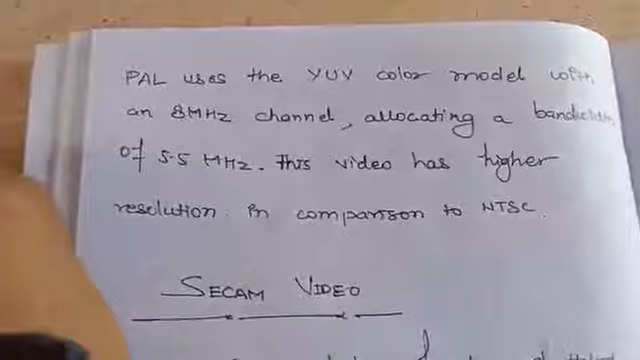 PAL uses the YUV color model with
an 8MHz channel, allocating a bandwidth
of 5.5 MHz. This video has higher
resolution in comparison to NTSC.
SECAM VIDEO